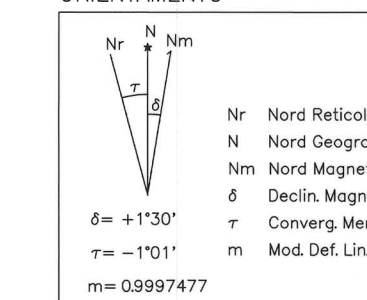 N
Nr Nm
τ δ
Nr Nord Reticol
N Nord Geogra
Nm Nord Magnet
δ Declin. Magn
τ Converg. Mer
m Mod. Def. Lin.
δ= +1°30'
τ= −1°01'
m= 0.9997477